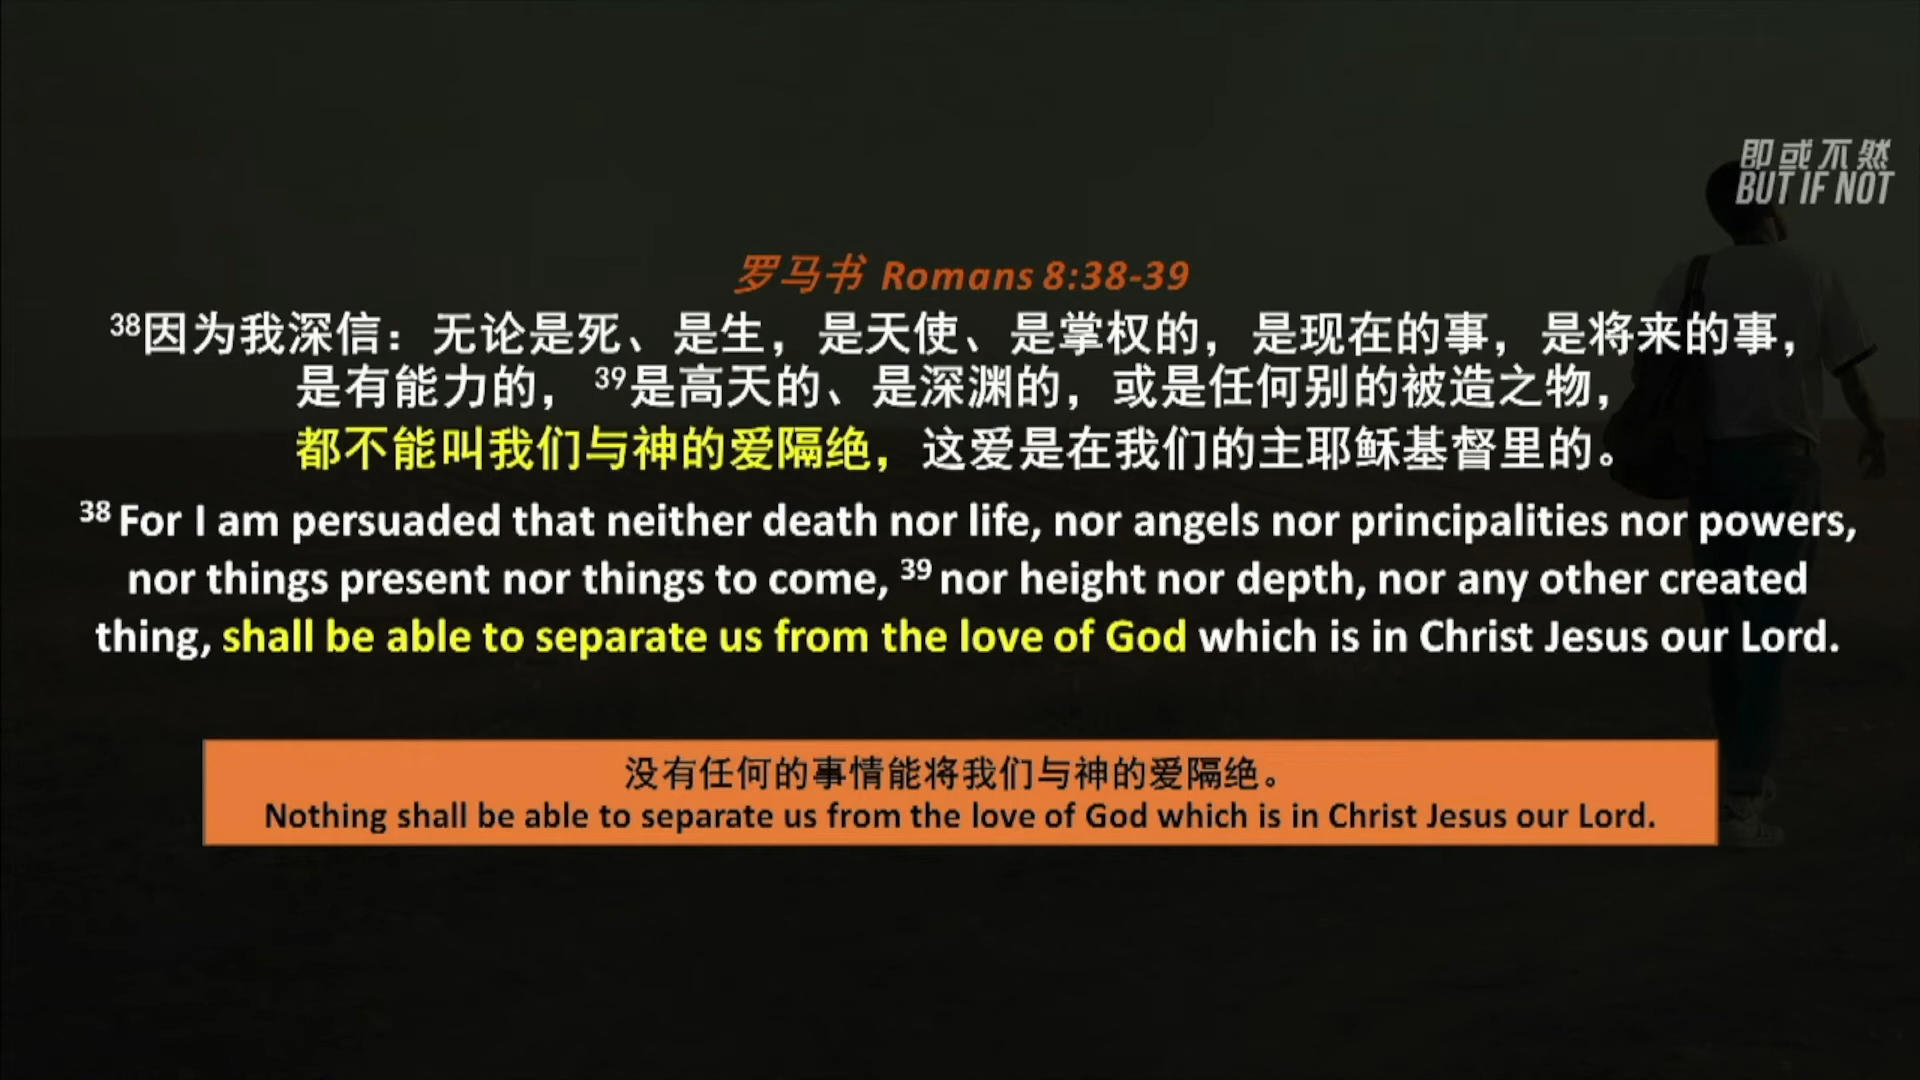 即或不然
BUT IF NOT
罗马书 Romans 8:38-39
38因为我深信：无论是死、是生，是天使、是掌权的，是现在的事，是将来的事，
是有能力的， 39是高天的、是深渊的，或是任何别的被造之物，
都不能叫我们与神的爱隔绝，这爱是在我们的主耶稣基督里的。
38 For I am persuaded that neither death nor life, nor angels nor principalities nor powers,
nor things present nor things to come, 39 nor height nor depth, nor any other created
thing, shall be able to separate us from the love of God which is in Christ Jesus our Lord.
没有任何的事情能将我们与神的爱隔绝。
Nothing shall be able to separate us from the love of God which is in Christ Jesus our Lord.